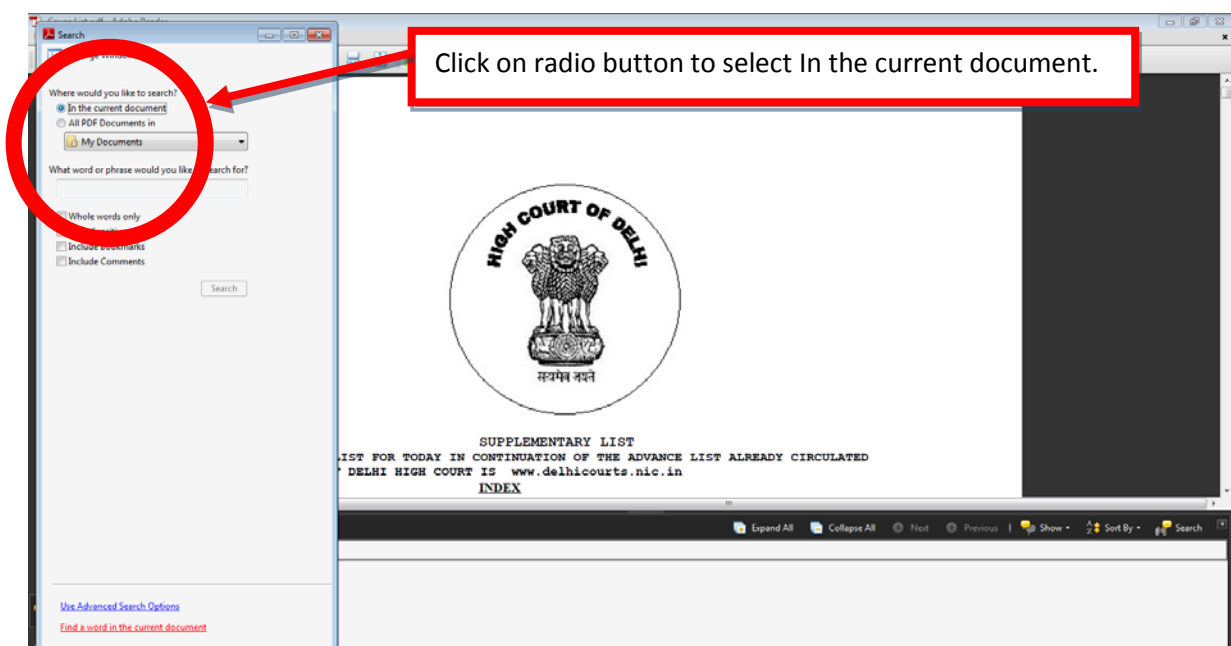 Search
Click on radio button to select In the current document.
Where would you like to search?
In the current document
All PDF Documents in
My Documents
What word or phrase would you like search for?
Whole words only
Include Bookmarks
Include Comments
Search
HIGH COURT OF DELHI
सत्यमेव जयते
SUPPLEMENTARY LIST
LIST FOR TODAY IN CONTINUATION OF THE ADVANCE LIST ALREADY CIRCULATED
DELHI HIGH COURT IS www.delhicourts.nic.in
INDEX
Expand All Collapse All Next Previous | Show Sort By Search
Use Advanced Search Options
Find a word in the current document